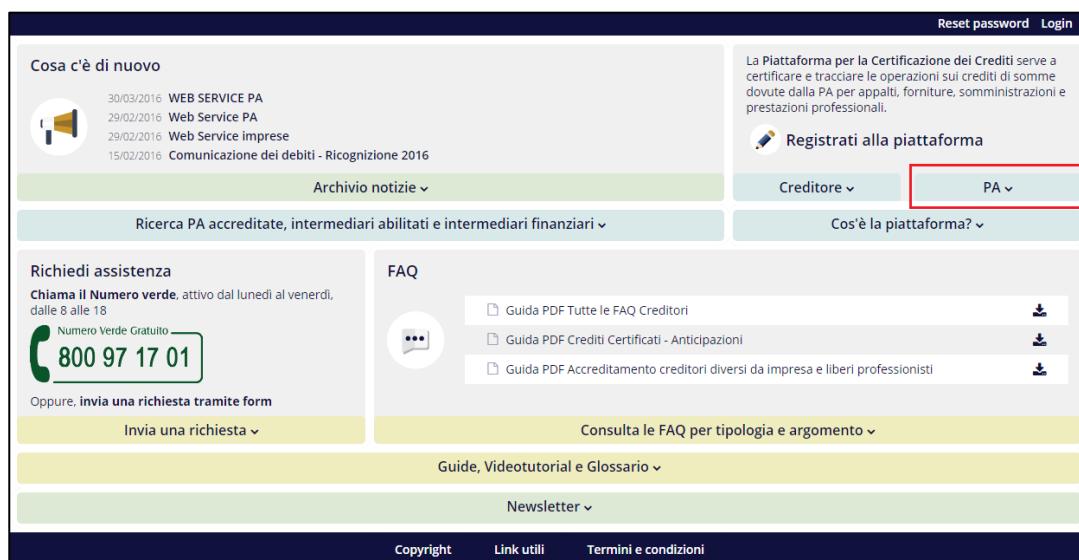 Reset password Login
Cosa c'è di nuovo
30/03/2016 WEB SERVICE PA
29/02/2016 Web Service PA
29/02/2016 Web Service imprese
15/02/2016 Comunicazione dei debiti - Ricognizione 2016
Archivio notizie
La Piattaforma per la Certificazione dei Crediti serve a
certificare e tracciare le operazioni sui crediti di somme
dovute dalla PA per appalti, forniture, somministrazioni e
prestazioni professionali.
Registrati alla piattaforma
Creditore
PA
Ricerca PA accreditate, intermediari abilitati e intermediari finanziari
Cos'è la piattaforma?
Richiedi assistenza
Chiama il Numero verde, attivo dal lunedì al venerdì,
dalle 8 alle 18
Numero Verde Gratuito
800 97 17 01
Oppure, invia una richiesta tramite form
Invia una richiesta
FAQ
Guida PDF Tutte le FAQ Creditori
Guida PDF Crediti Certificati - Anticipazioni
Guida PDF Accreditamento creditori diversi da impresa e liberi professionisti
Consulta le FAQ per tipologia e argomento
Guide, Videotutorial e Glossario
Newsletter
Copyright Link utili Termini e condizioni